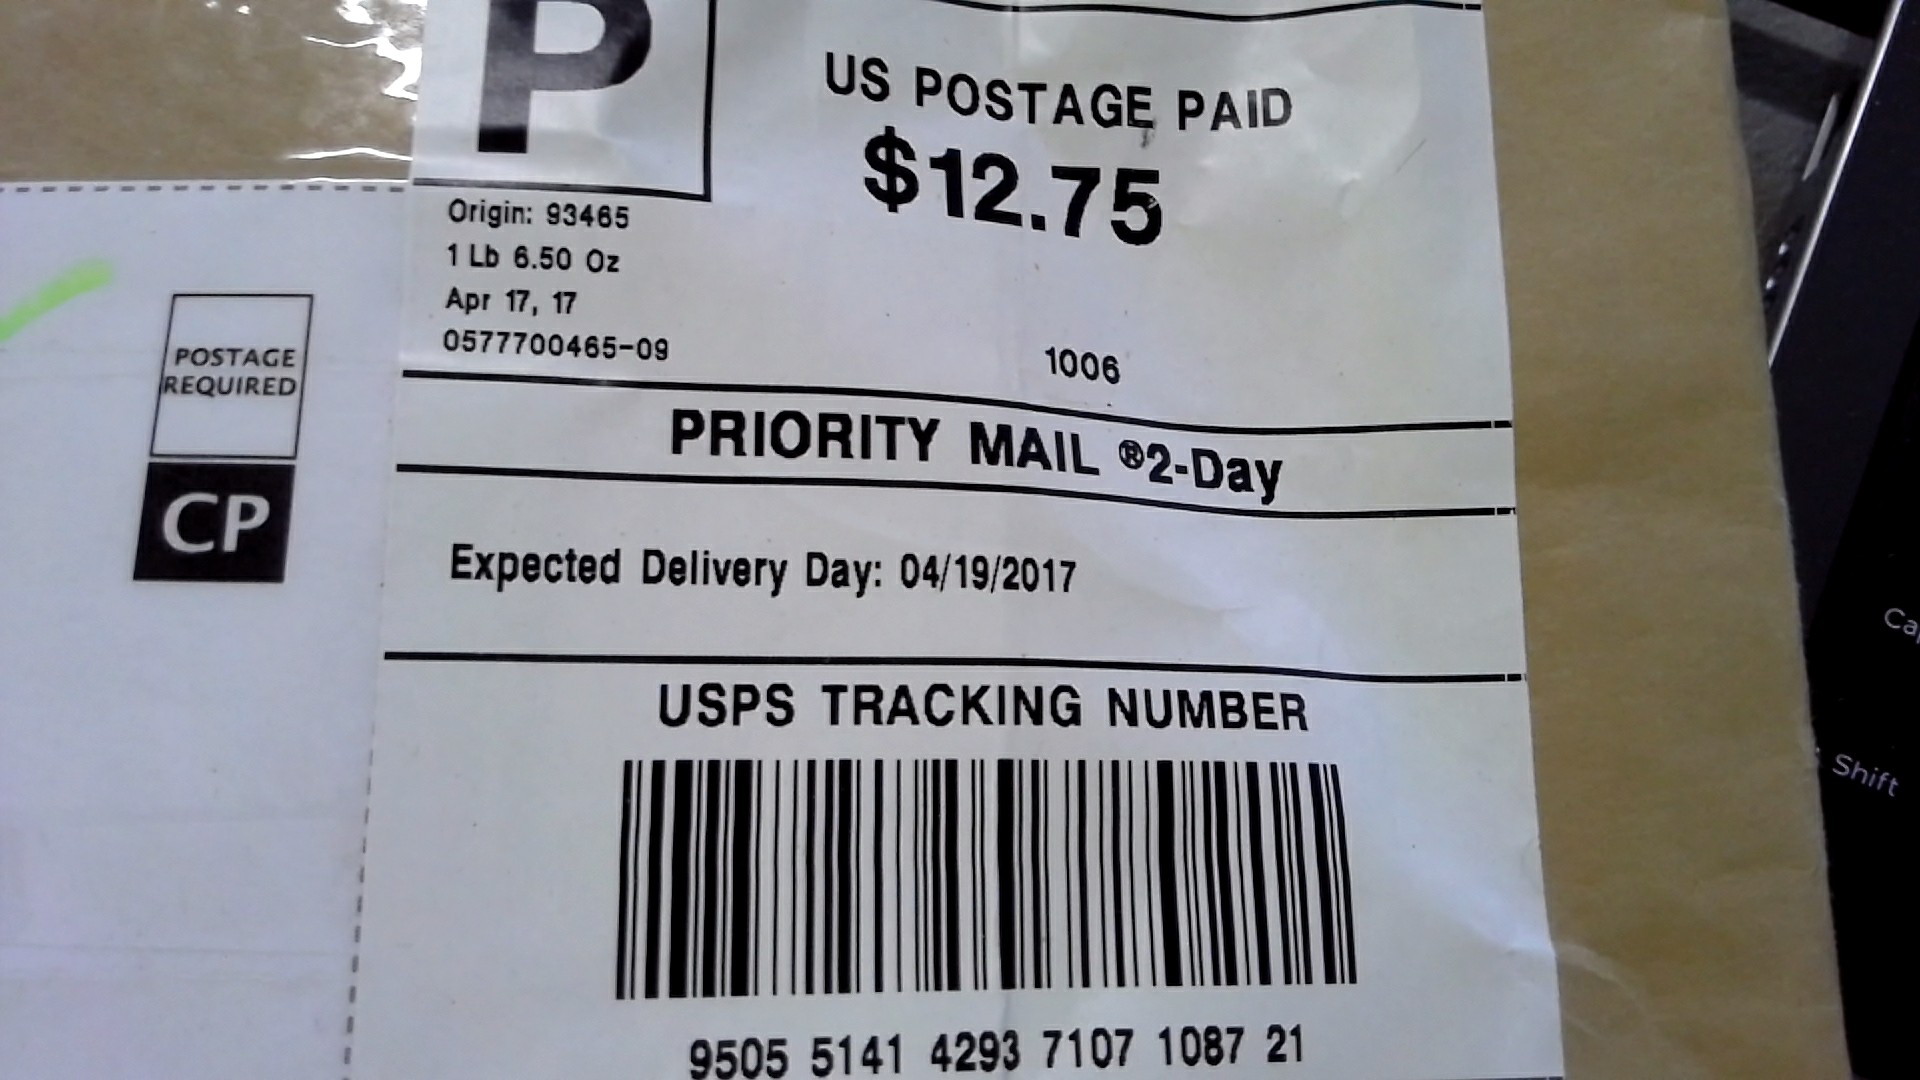 P
US POSTAGE PAID
$12.75
Origin: 93465
1 Lb 6.50 Oz
Apr 17, 17
0577700465-09
1006
POSTAGE
REQUIRED
CP
PRIORITY MAIL ®2-Day
Expected Delivery Day: 04/19/2017
USPS TRACKING NUMBER
9505 5141 4293 7107 1087 21
Shift